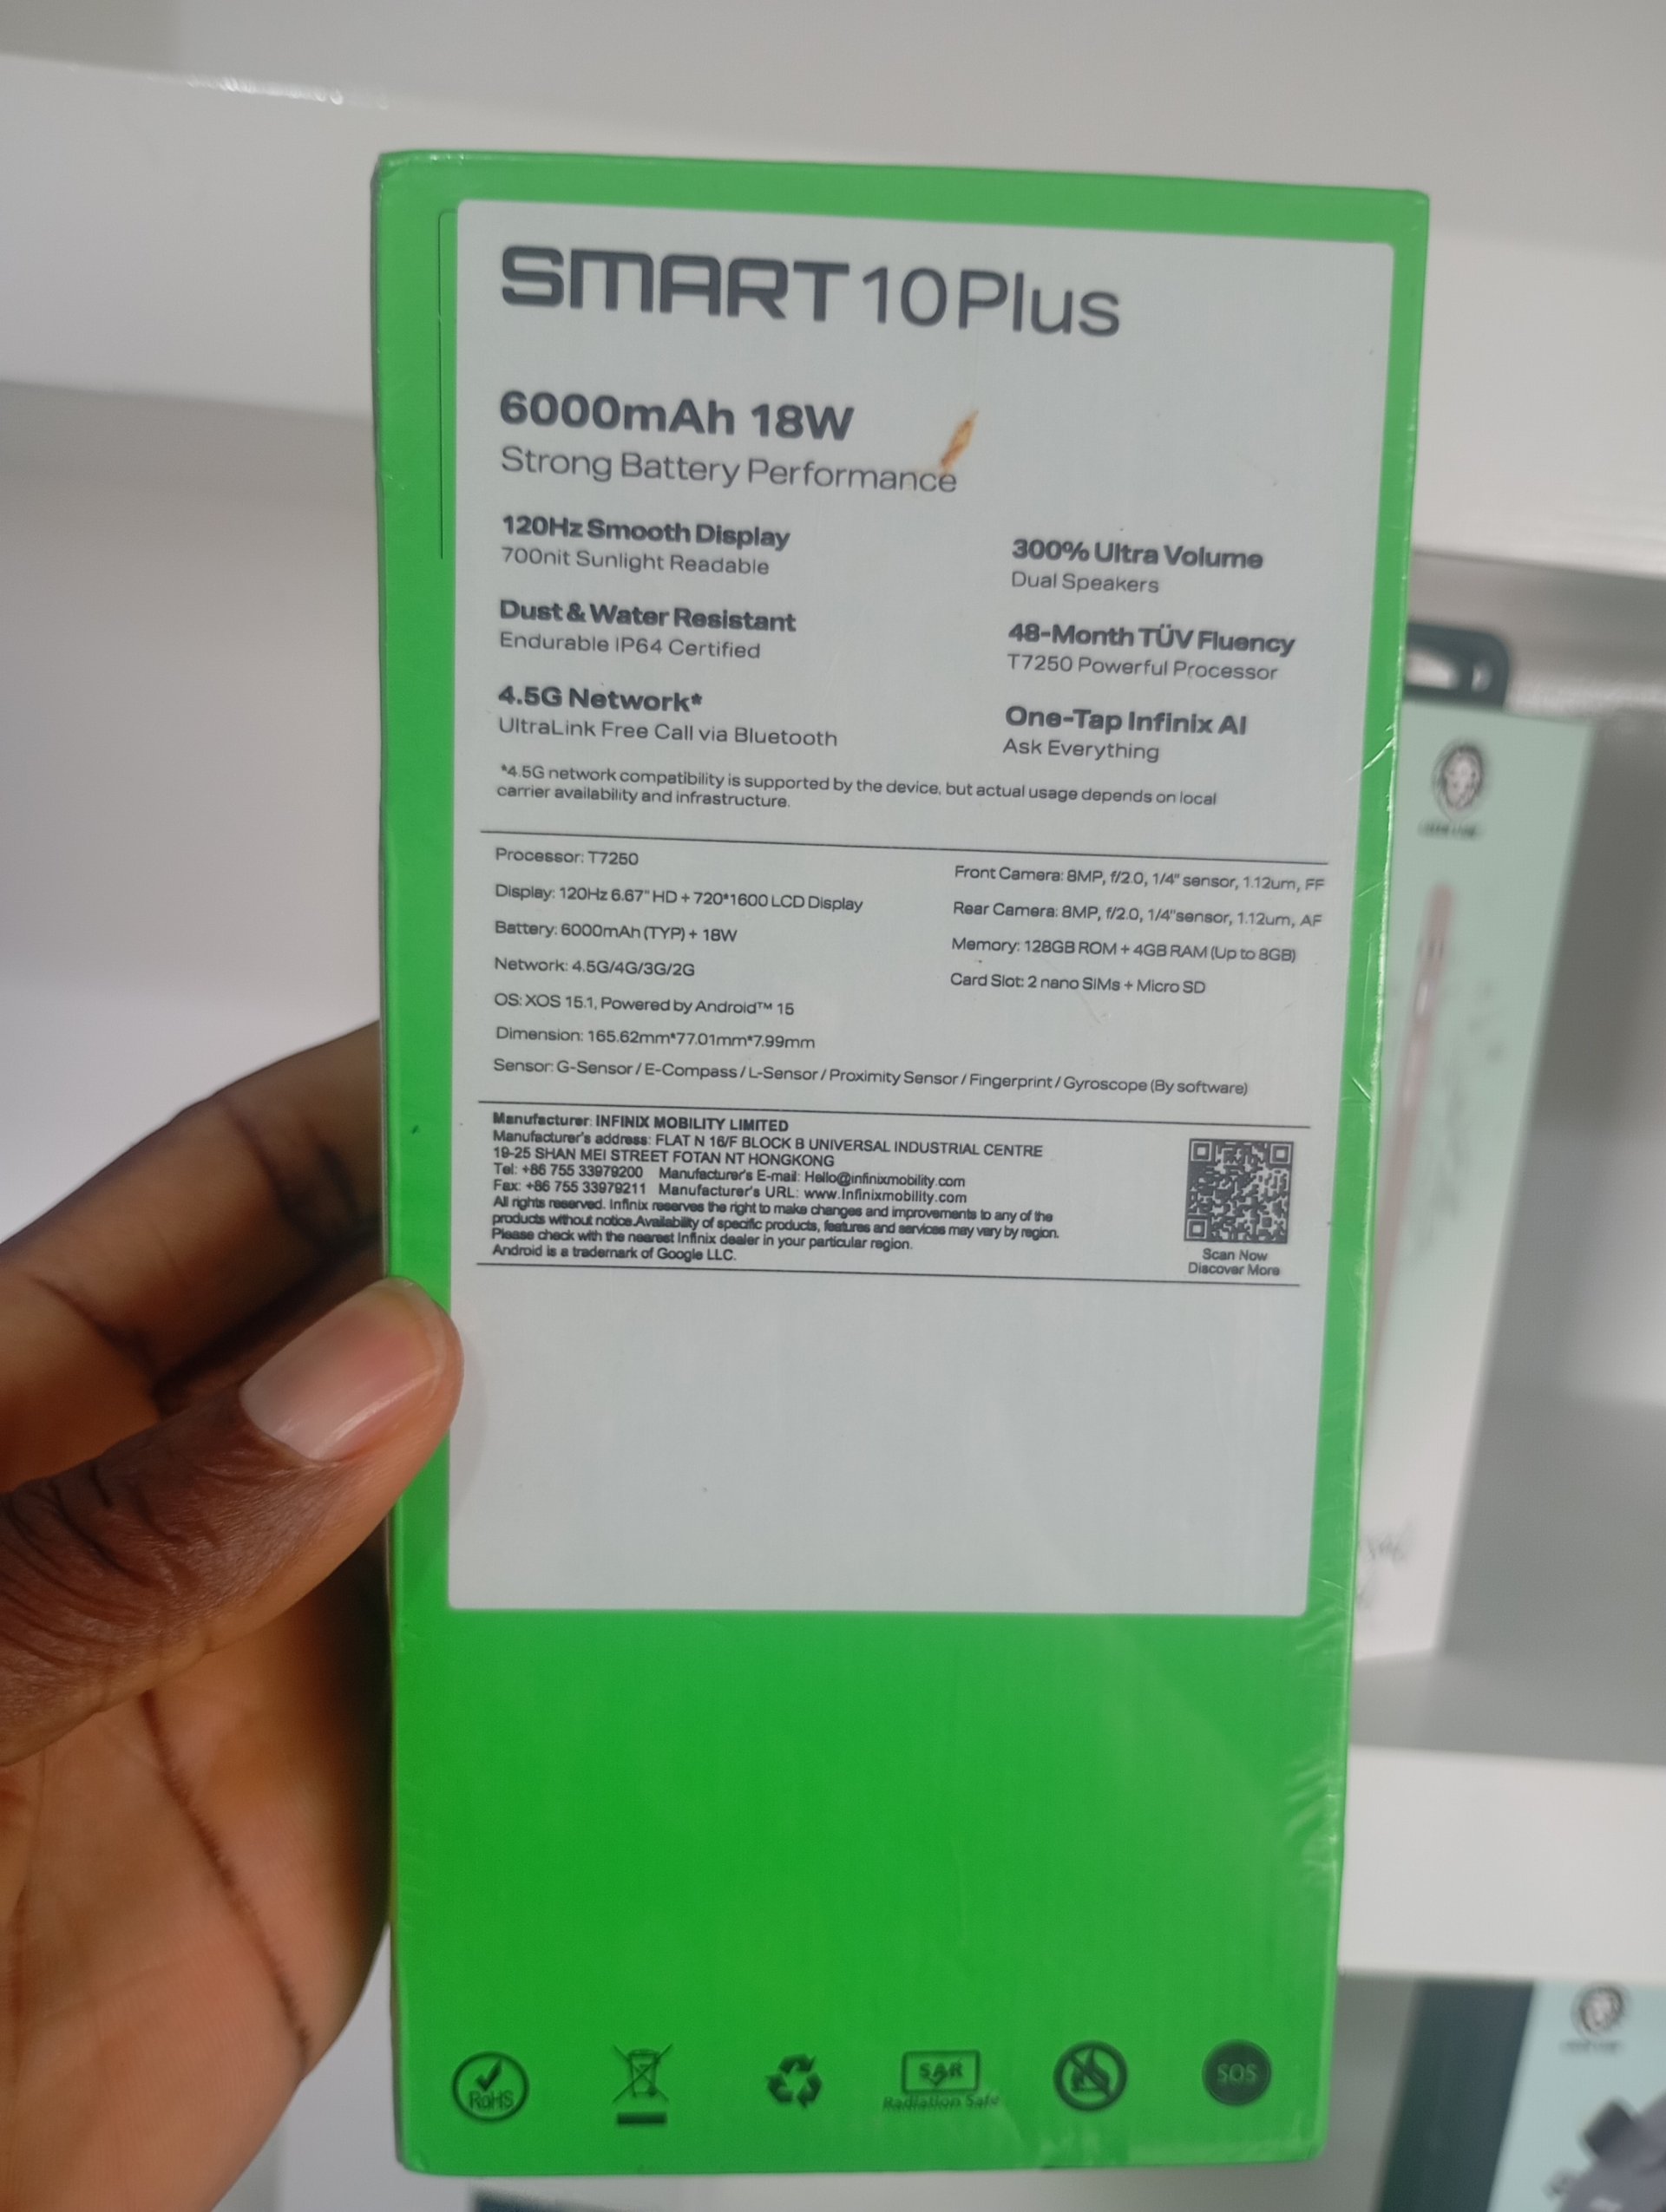 SMART 10 Plus
6000mAh 18W
Strong Battery Performance
120Hz Smooth Display
700nit Sunlight Readable
300% Ultra Volume
Dual Speakers
Dust & Water Resistant
Endurable IP64 Certified
48-Month TÜV Fluency
T7250 Powerful Processor
4.5G Network*
UltraLink Free Call via Bluetooth
One-Tap Infinix AI
Ask Everything
*4.5G network compatibility is supported by the device, but actual usage depends on local
carrier availability and infrastructure.
Processor: T7250
Display: 120Hz 6.67" HD + 720*1600 LCD Display
Battery: 6000mAh (TYP) + 18W
Network: 4.5G/4G/3G/2G
OS: XOS 15.1, Powered by Android™ 15
Dimension: 165.62mm*77.01mm*7.99mm
Front Camera: 8MP, f/2.0, 1/4" sensor, 1.12um, FF
Rear Camera: 8MP, f/2.0, 1/4"sensor, 1.12um, AF
Memory: 128GB ROM + 4GB RAM (Up to 8GB)
Card Slot: 2 nano SIMs + Micro SD
Sensor: G-Sensor / E-Compass / L-Sensor / Proximity Sensor / Fingerprint / Gyroscope (By software)
Manufacturer: INFINIX MOBILITY LIMITED
Manufacturer's address: FLAT N 16/F BLOCK B UNIVERSAL INDUSTRIAL CENTRE
19-25 SHAN MEI STREET FOTAN NT HONGKONG
Tel: +86 755 33979200 Manufacturer's E-mail: Hello@infinixmobility.com
Fax: +86 755 33979211 Manufacturer's URL: www.Infinixmobility.com
All rights reserved. Infinix reserves the right to make changes and improvements to any of the
products without notice.Availability of specific products, features and services may vary by region.
Please check with the nearest Infinix dealer in your particular region.
Android is a trademark of Google LLC.
Scan Now
Discover More
RoHS
SAR
Radiation Safe
SOS